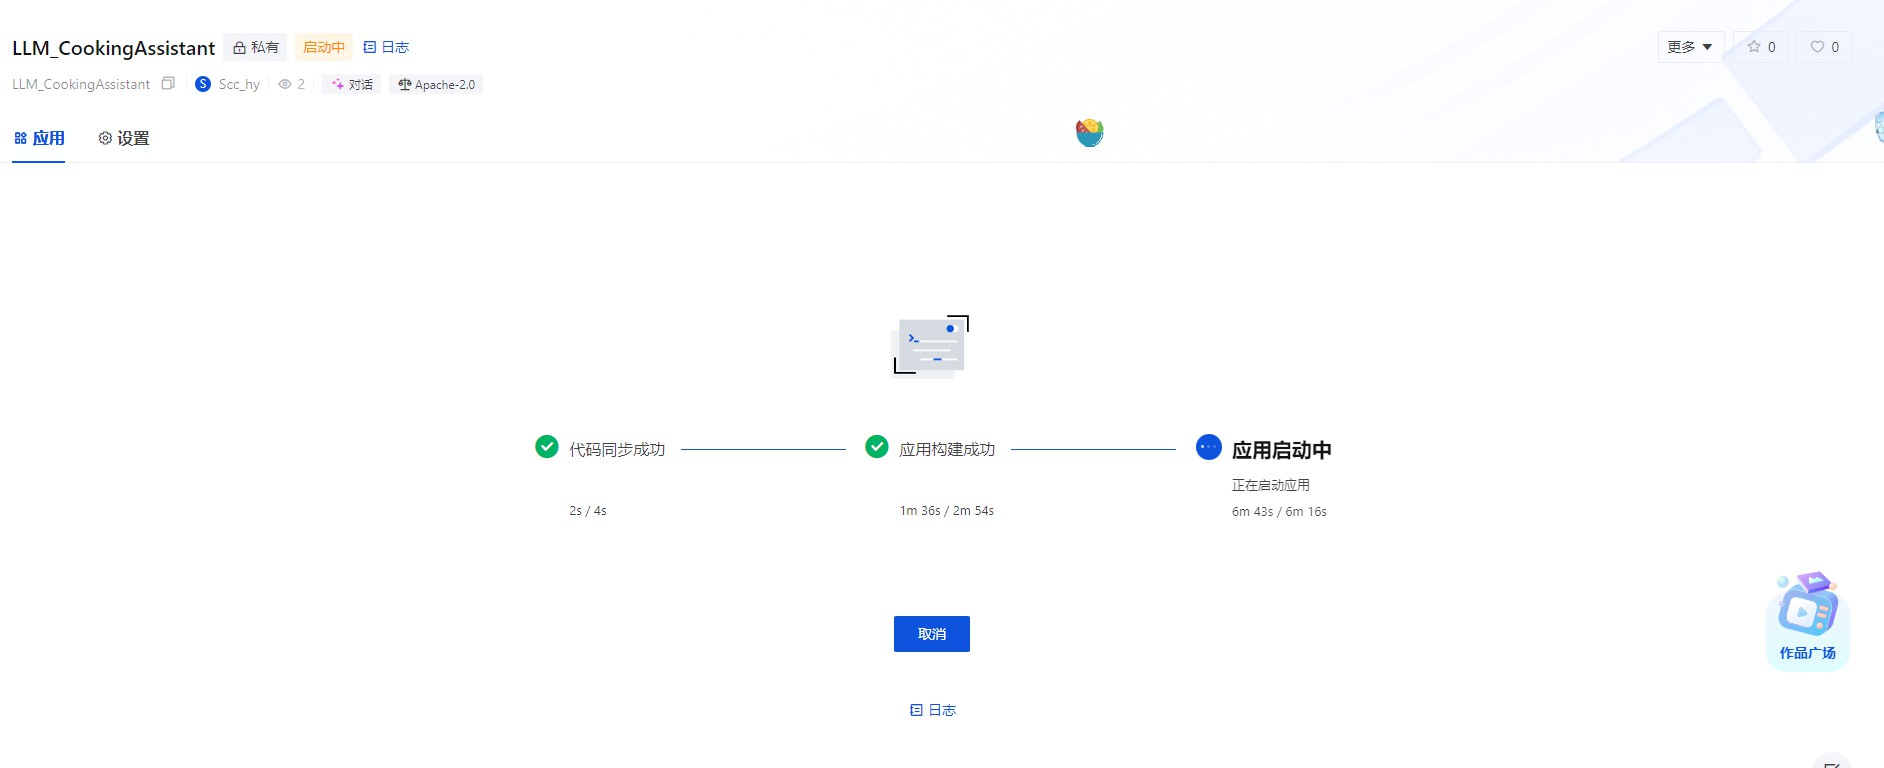 LLM_CookingAssistant 私有 启动中 日志 更多 0 0
LLM_CookingAssistant S Scc_hy 2 对话 Apache-2.0
应用 设置
代码同步成功 应用构建成功 应用启动中
正在启动应用
2s / 4s 1m 36s / 2m 54s 6m 43s / 6m 16s
取消
作品广场
日志